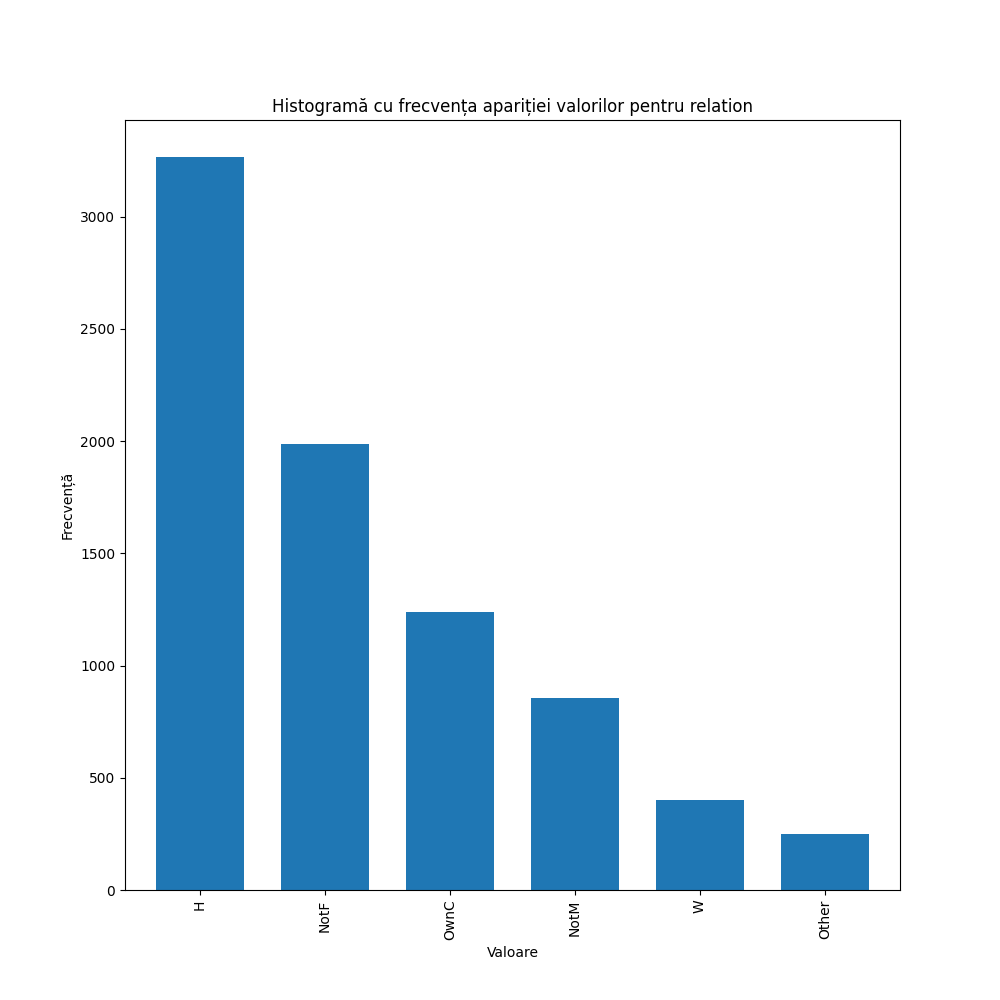 Histogramă cu frecvența apariției valorilor pentru relation
3000
2500
2000
1500
1000
500
0
Frecvență
H
NotF
OwnC
NotM
W
Other
Valoare